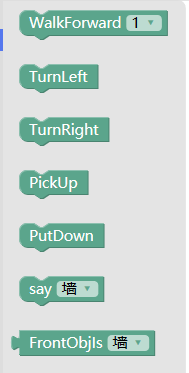 WalkForward 1
TurnLeft
TurnRight
PickUp
PutDown
say 墙
FrontObjIs 墙